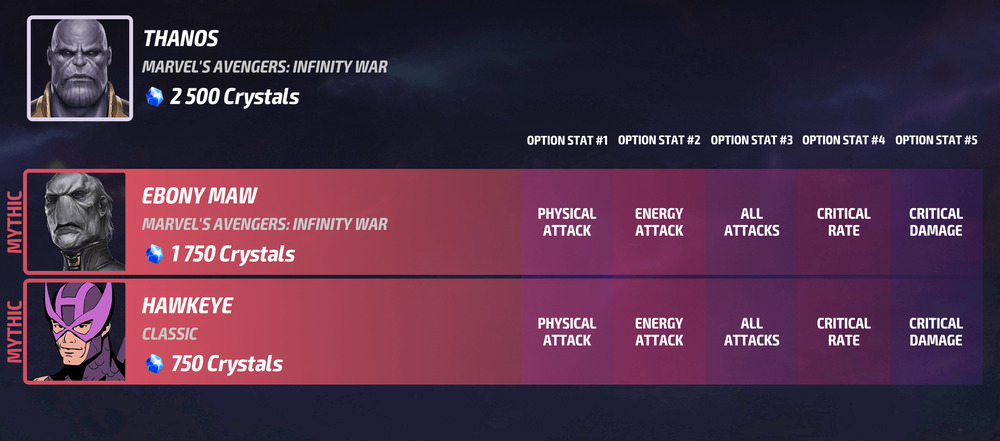 THANOS
MARVEL'S AVENGERS: INFINITY WAR
2 500 Crystals
OPTION STAT #1 OPTION STAT #2 OPTION STAT #3 OPTION STAT #4 OPTION STAT #5
MYTHIC
EBONY MAW
MARVEL'S AVENGERS: INFINITY WAR
1 750 Crystals
PHYSICAL ENERGY ALL CRITICAL CRITICAL
ATTACK ATTACK ATTACKS RATE DAMAGE
MYTHIC
HAWKEYE
CLASSIC
750 Crystals
PHYSICAL ENERGY ALL CRITICAL CRITICAL
ATTACK ATTACK ATTACKS RATE DAMAGE